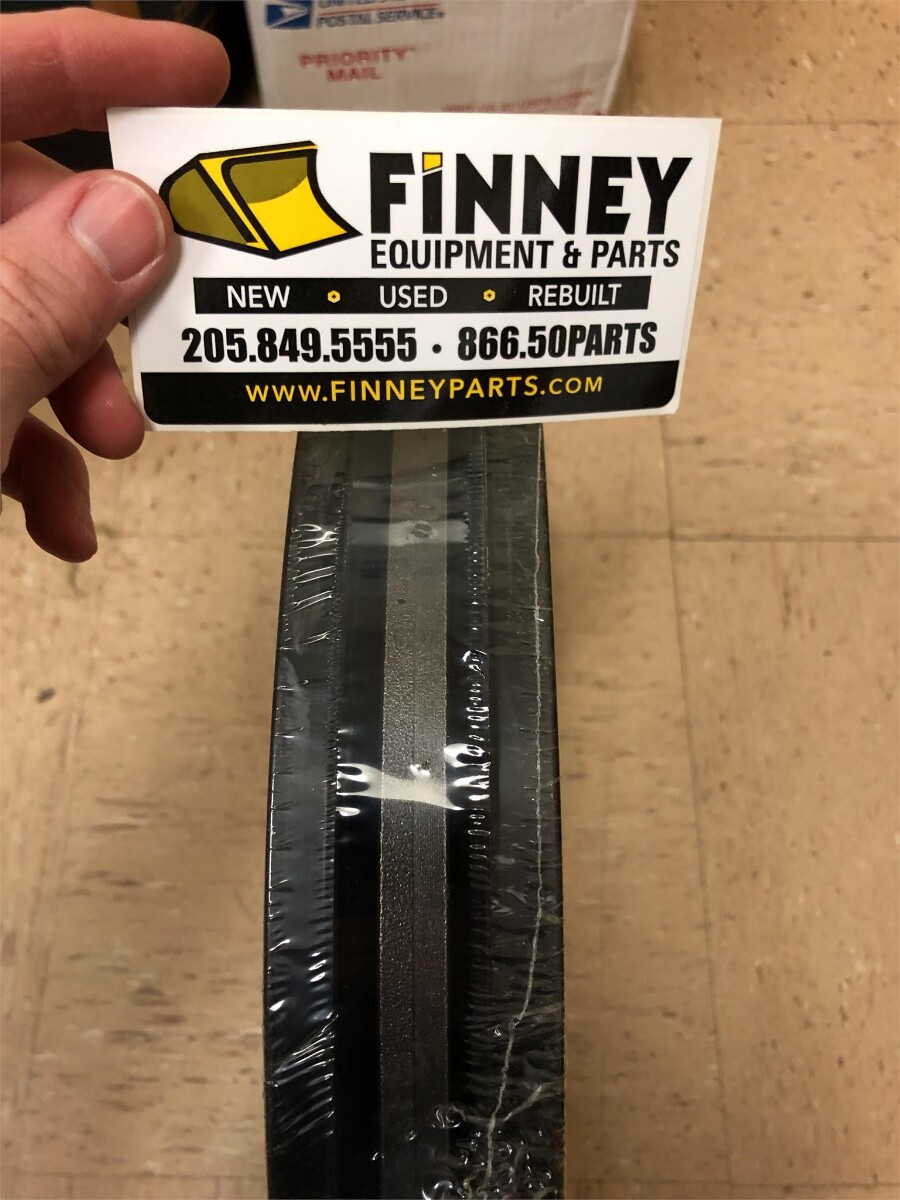 POSTAL SERVICE®
PRIORITY®
MAIL
FiNNEY
EQUIPMENT & PARTS
NEW • USED • REBUILT
205.849.5555 • 866.50PARTS
WWW.FINNEYPARTS.COM